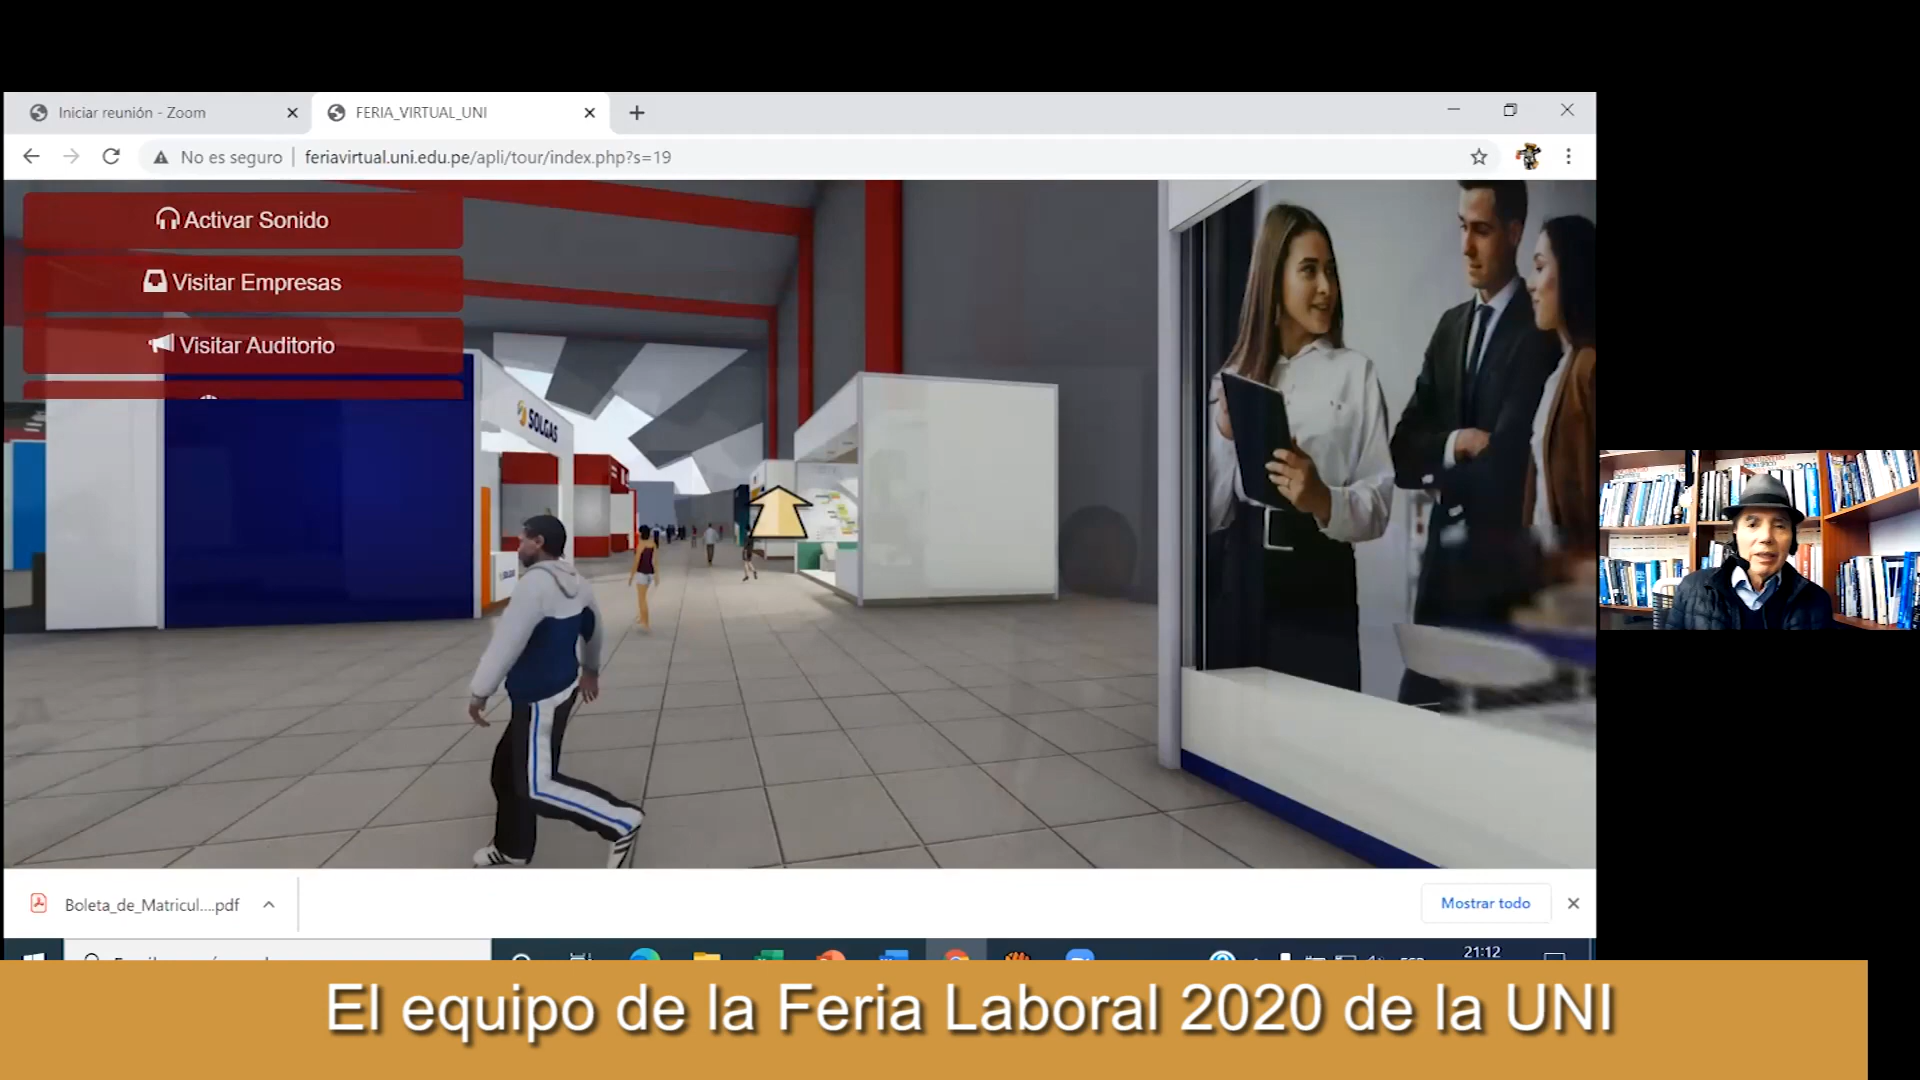 Iniciar reunión - Zoom
FERIA_VIRTUAL_UNI
No es seguro
feriavirtual.uni.edu.pe/apli/tour/index.php?s=19
Activar Sonido
Visitar Empresas
Visitar Auditorio
SOLGAS
SOLGAS
Boleta_de_Matricul....pdf
Mostrar todo
21:12
El equipo de la Feria Laboral 2020 de la UNI